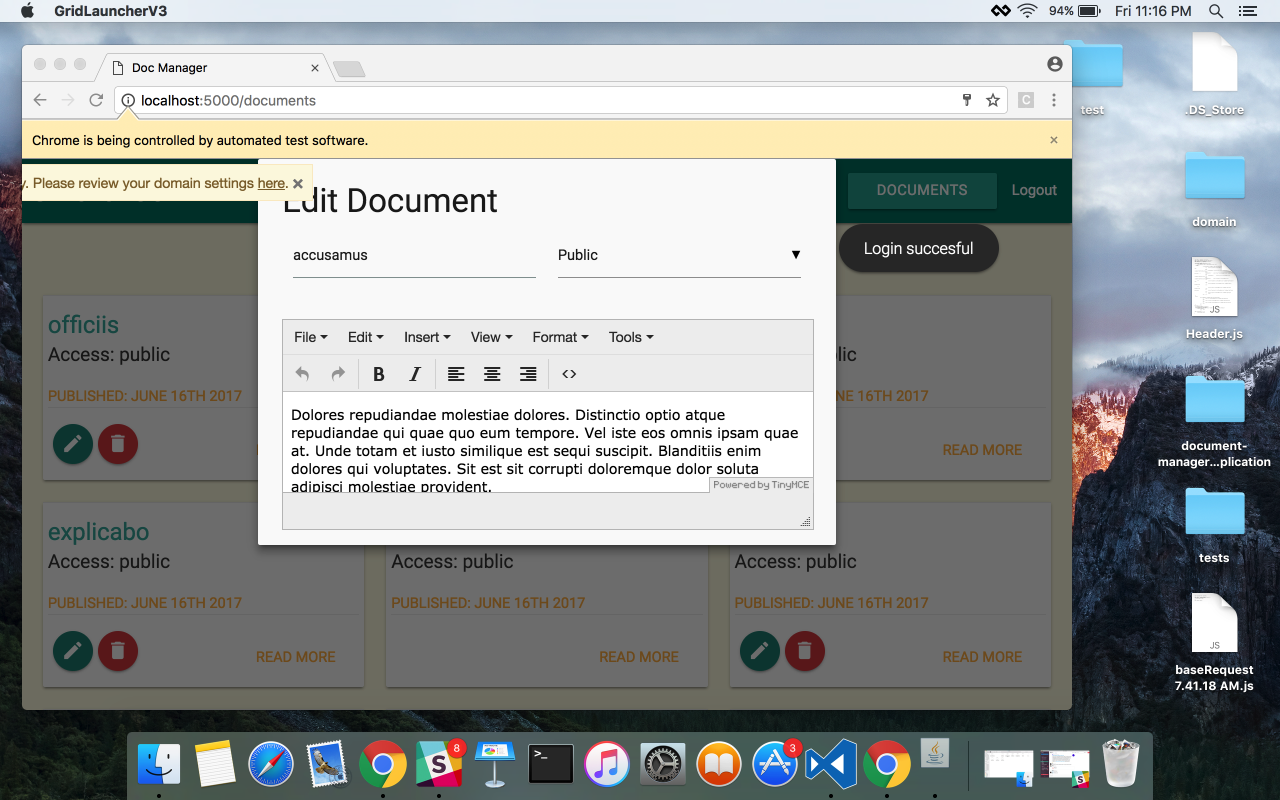 GridLauncherV3
94%
Fri 11:16 PM
Doc Manager
localhost:5000/documents
C
Chrome is being controlled by automated test software.
. Please review your domain settings here.
Edit Document
DOCUMENTS
Logout
accusamus
Public
Login succesful
File
Edit
Insert
View
Format
Tools
B
I
Dolores repudiandae molestiae dolores. Distinctio optio atque
repudiandae qui quae quo eum tempore. Vel iste eos omnis ipsam quae
at. Unde totam et iusto similique est sequi suscipit. Blanditiis enim
dolores qui voluptates. Sit est sit corrupti doloremque dolor soluta
adipisci molestiae provident.
Powered by TinyMCE
officiis
Access: public
PUBLISHED: JUNE 16TH 2017
READ MORE
explicabo
Access: public
PUBLISHED: JUNE 16TH 2017
READ MORE
Access: public
PUBLISHED: JUNE 16TH 2017
READ MORE
Access: public
PUBLISHED: JUNE 16TH 2017
READ MORE
test
.DS_Store
domain
JS
Header.js
document-
manager...plication
tests
JS
baseRequest
7.41.18 AM.js
8
S
>_
3